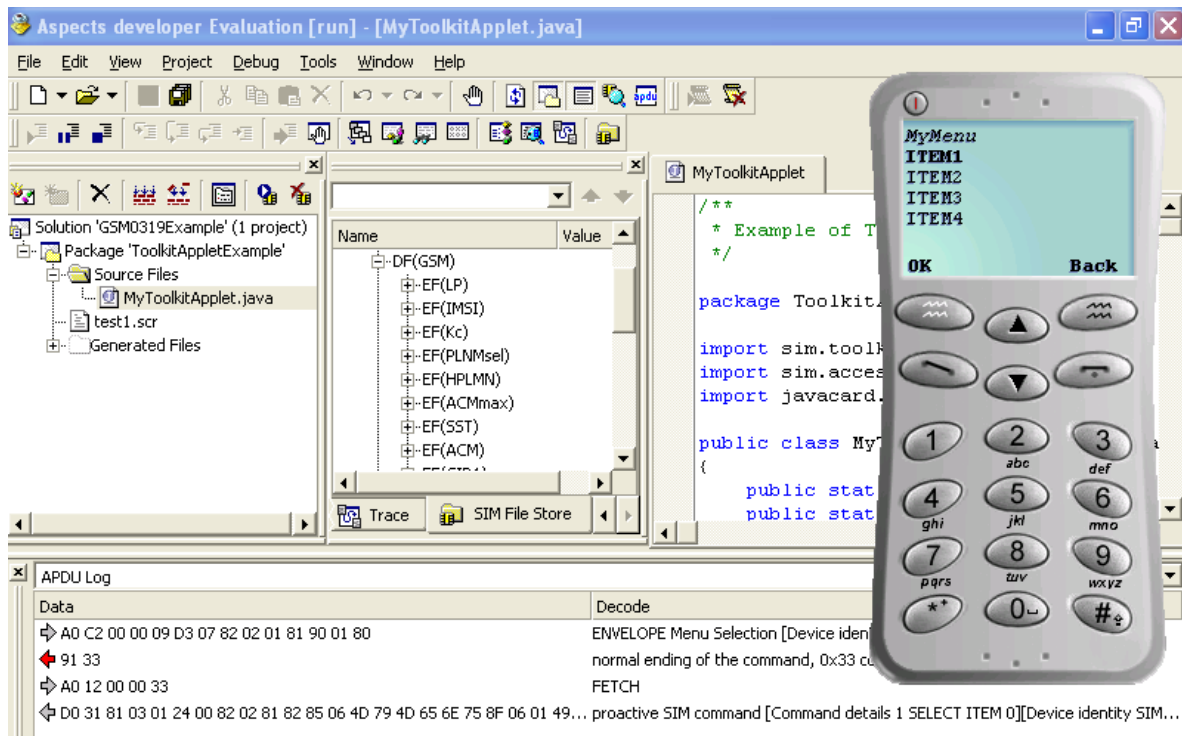 Aspects developer Evaluation [run] - [MyToolkitApplet.java]
File Edit View Project Debug Tools Window Help
apdu
Solution 'GSM0319Example' (1 project)
Package 'ToolkitAppletExample'
Source Files
MyToolkitApplet.java
test1.scr
Generated Files
Name Value
DF(GSM)
EF(LP)
EF(IMSI)
EF(Kc)
EF(PLNMsel)
EF(HPLMN)
EF(ACMmax)
EF(SST)
EF(ACM)
Trace SIM File Store
MyToolkitApplet
/**
* Example of T
*/
package Toolkit
import sim.toolk
import sim.acces
import javacard.
public class MyT
{
public stat
public stat
MyMenu
ITEM1
ITEM2
ITEM3
ITEM4
OK Back
1 2 3
abc def
4 5 6
ghi jkl mno
7 8 9
pqrs tuv wxyz
*+ 0 #
APDU Log
Data Decode
A0 C2 00 00 09 D3 07 82 02 01 81 90 01 80 ENVELOPE Menu Selection [Device iden
91 33 normal ending of the command, 0x33 co
A0 12 00 00 33 FETCH
D0 31 81 03 01 24 00 82 02 81 82 85 06 4D 79 4D 65 6E 75 8F 06 01 49... proactive SIM command [Command details 1 SELECT ITEM 0][Device identity SIM...